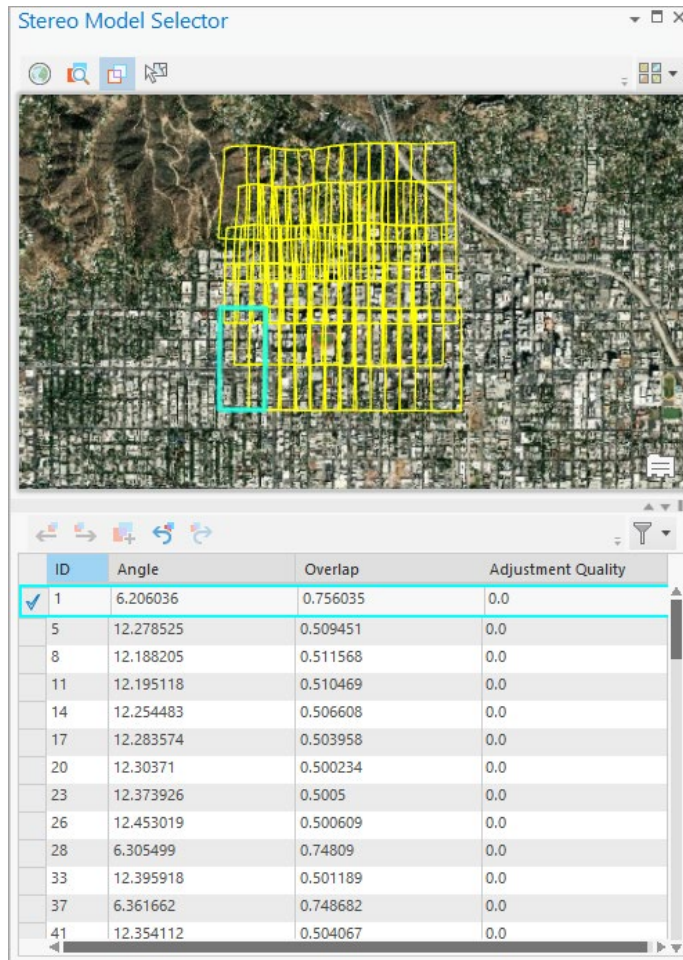 Stereo Model Selector
ID Angle Overlap Adjustment Quality
1 6.206036 0.756035 0.0
5 12.278525 0.509451 0.0
8 12.188205 0.511568 0.0
11 12.195118 0.510469 0.0
14 12.254483 0.506608 0.0
17 12.283574 0.503958 0.0
20 12.30371 0.500234 0.0
23 12.373926 0.5005 0.0
26 12.453019 0.500609 0.0
28 6.305499 0.74809 0.0
33 12.395918 0.501189 0.0
37 6.361662 0.748682 0.0
41 12.354112 0.504067 0.0